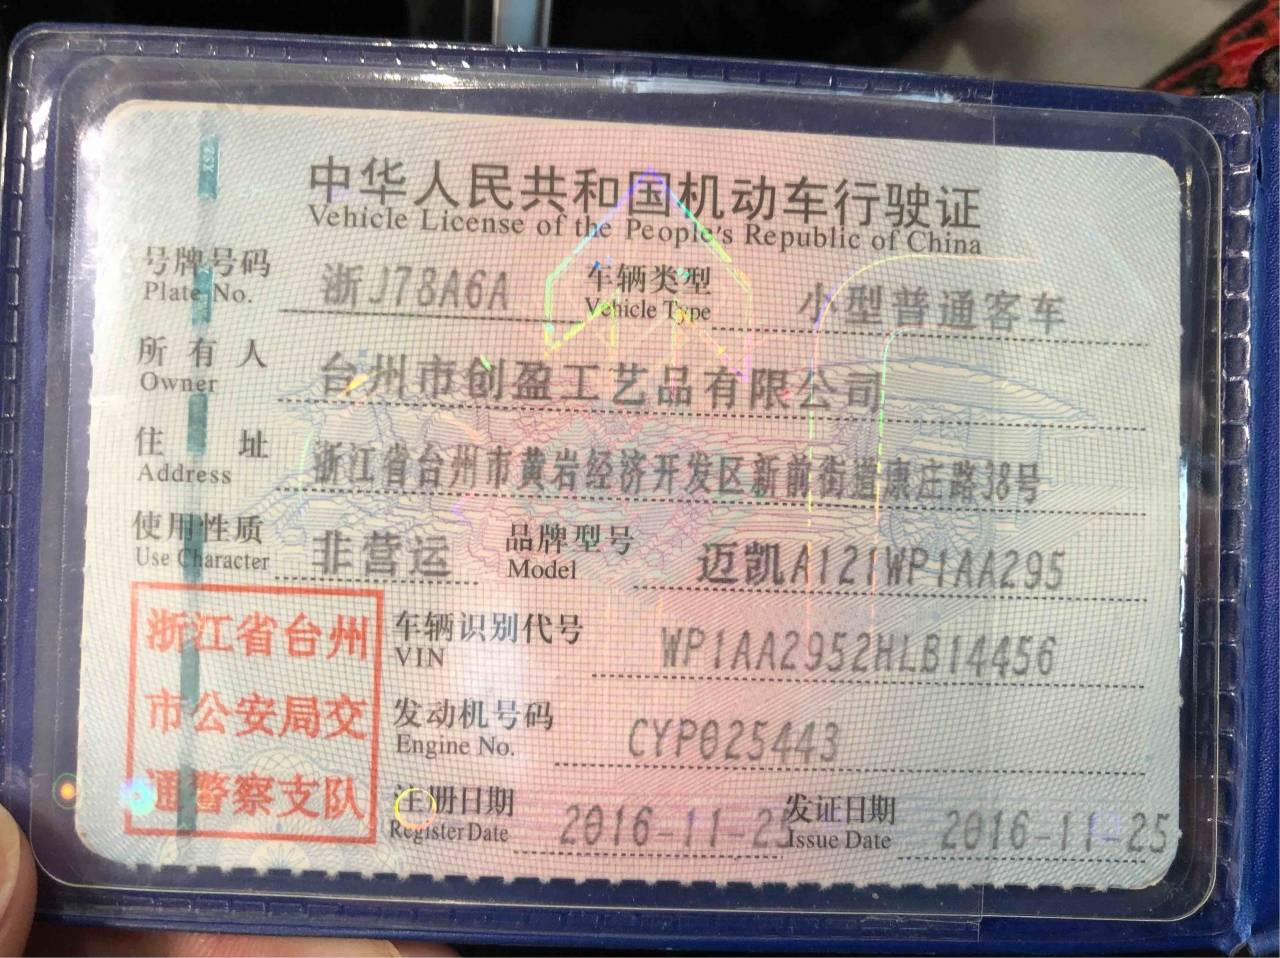 中华人民共和国机动车行驶证
Vehicle License of the People's Republic of China
号牌号码 浙J78A6A 车辆类型 小型普通客车
Plate No. Vehicle Type
所有人 台州市创盈工艺品有限公司
Owner
住址 浙江省台州市黄岩经济开发区新前街道康庄路38号
Address
使用性质 非营运 品牌型号 迈凯A121WP1AA295
Use Character Model
浙江省台州
市公安局交
通警察支队
车辆识别代号 WP1AA2952HLB14456
VIN
发动机号码 CYP025443
Engine No.
注册日期 2016-11-25 发证日期 2016-11-25
Register Date Issue Date